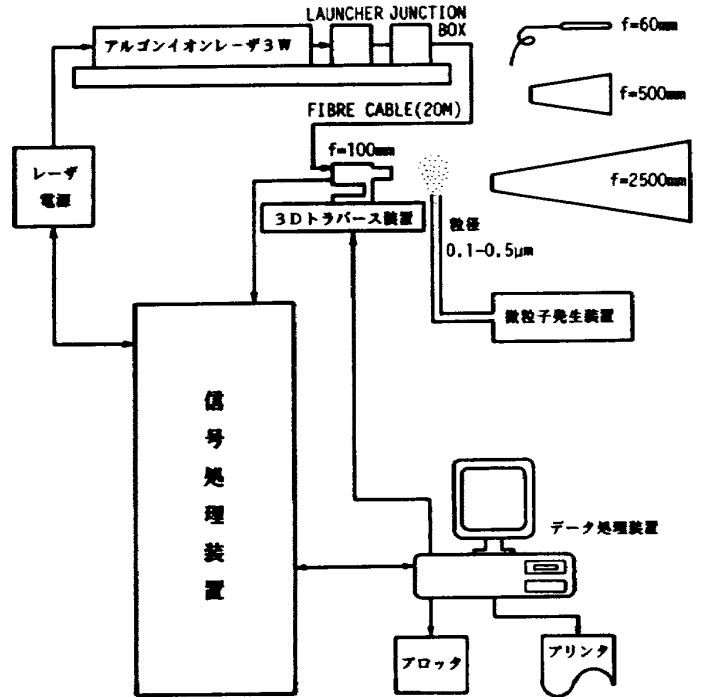 LAUNCHER JUNCTION
BOX
アルゴンイオンレーザ3W
f=60mm
f=500mm
FIBRE CABLE(20M)
f=100mm
レーザ
電源
f=2500mm
3Dトラバース装置
粒径
0.1-0.5μm
微粒子発生装置
信号処理装置
データ処理装置
プロッタ
プリンタ